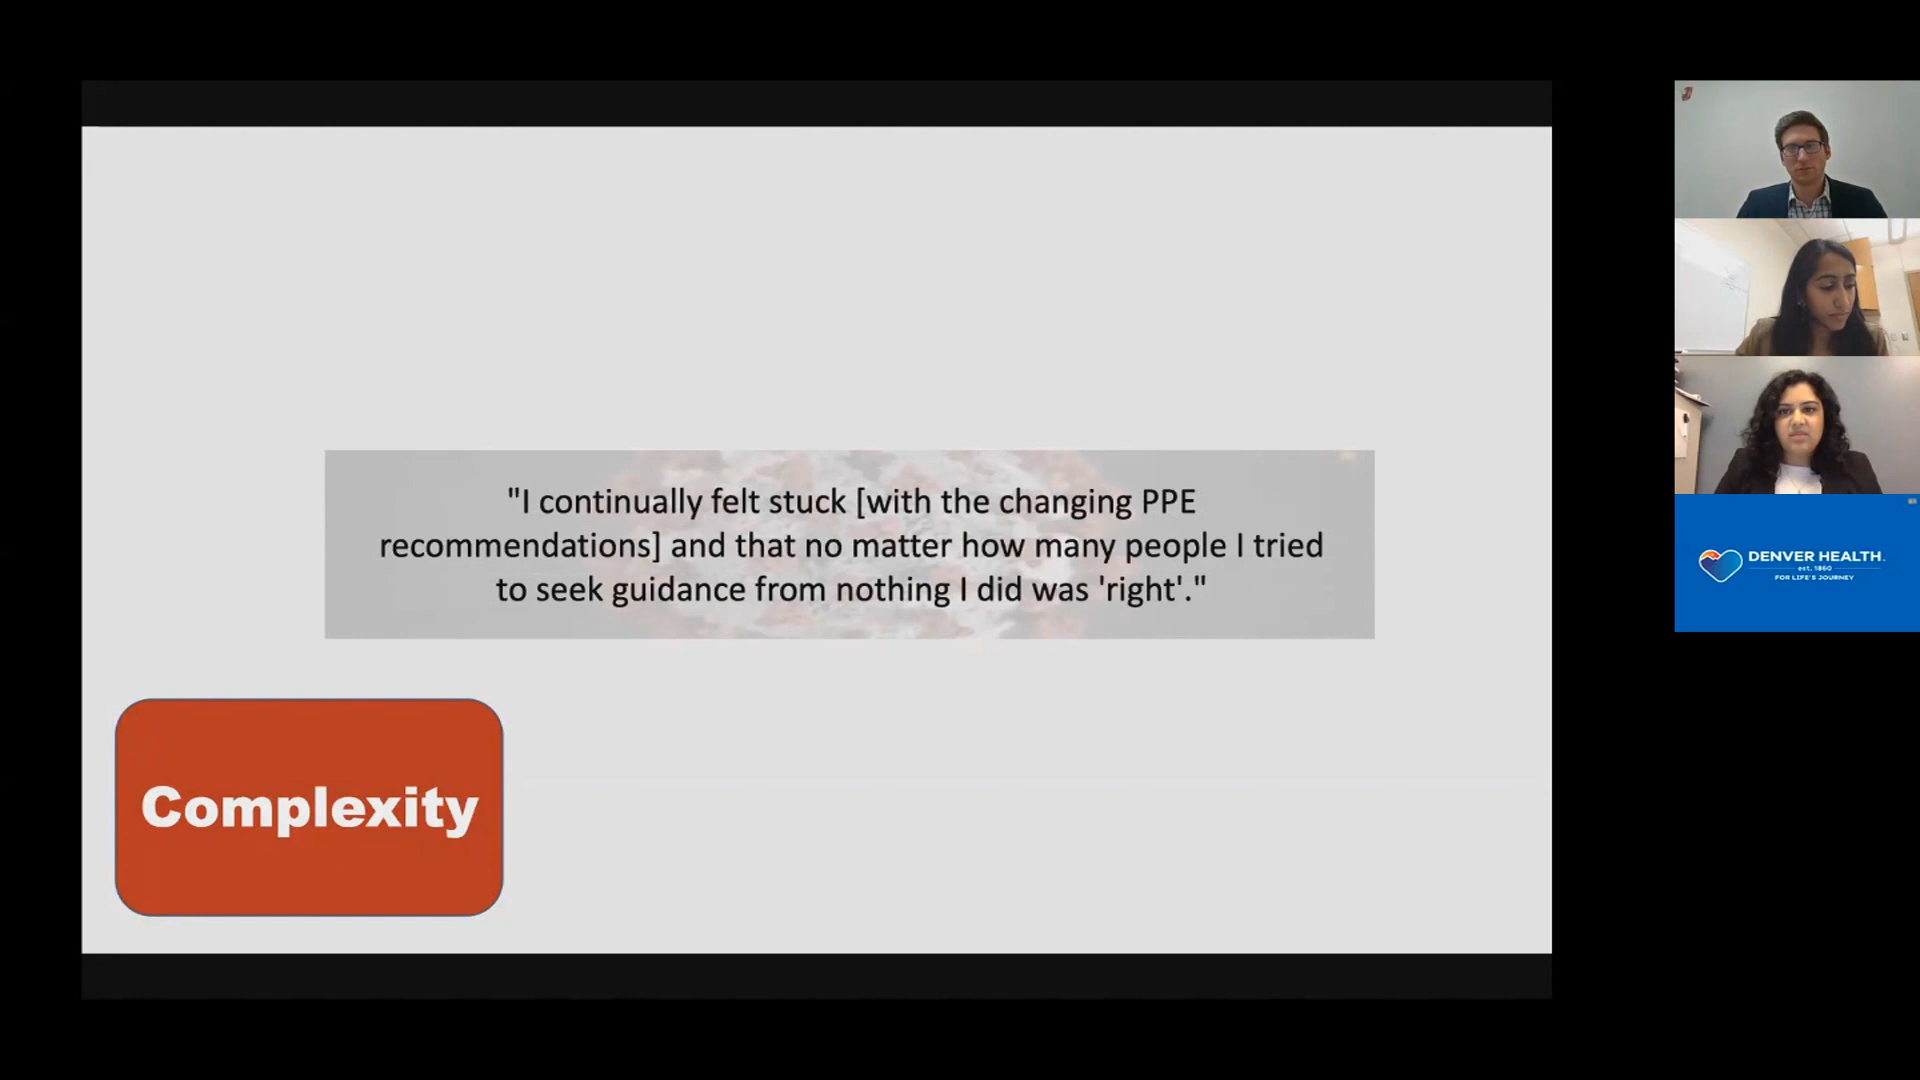 "I continually felt stuck [with the changing PPE
recommendations] and that no matter how many people I tried
to seek guidance from nothing I did was 'right'."
Complexity
DENVER HEALTH
est. 1860
FOR LIFE'S JOURNEY